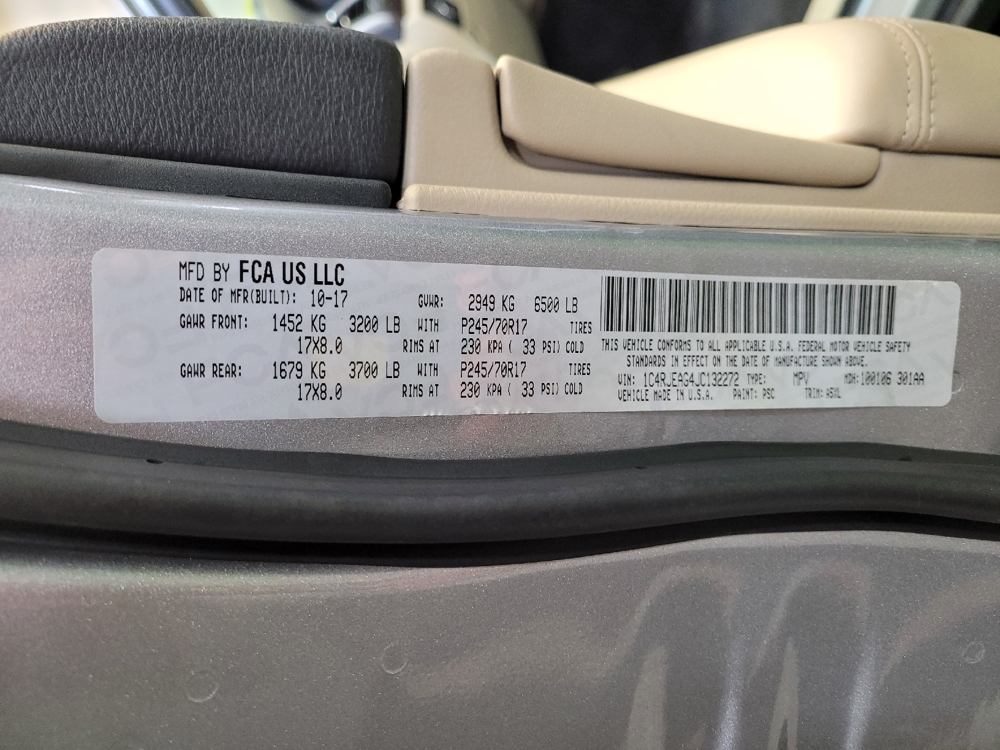 MFD BY FCA US LLC
DATE OF MFR(BUILT): 10-17 GVWR: 2949 KG 6500 LB
GAWR FRONT: 1452 KG 3200 LB WITH P245/70R17 TIRES
17X8.0 RIMS AT 230 KPA ( 33 PSI) COLD
GAWR REAR: 1679 KG 3700 LB WITH P245/70R17 TIRES
17X8.0 RIMS AT 230 KPA ( 33 PSI) COLD
THIS VEHICLE CONFORMS TO ALL APPLICABLE U.S.A. FEDERAL MOTOR VEHICLE SAFETY
STANDARDS IN EFFECT ON THE DATE OF MANUFACTURE SHOWN ABOVE.
VIN: 1C4RJEAG4JC132272 TYPE: MPV MDH: 100106 301AA
VEHICLE MADE IN U.S.A. PAINT: PSC TRIM: